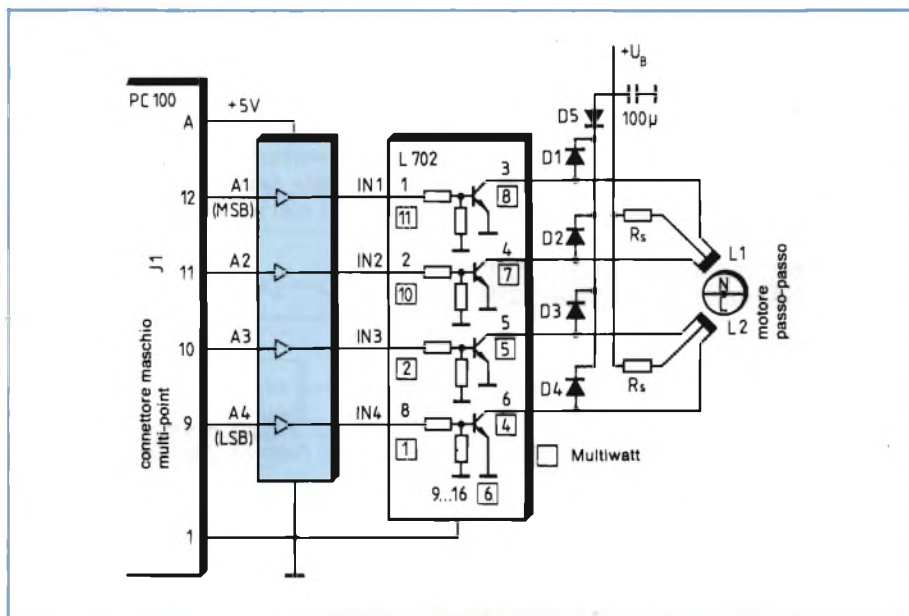 PC 100
A
+5V
12
A1
(MSB)
11
A2
10
A3
9
A4
(LSB)
1
J1
connettore maschio
multi-point
IN1
IN2
IN3
IN4
L 702
1
11
2
10
2
8
1
3
8
4
7
5
5
6
4
9...16 6
Multiwatt
+UB
100µ
D5
D1
D2
D3
D4
Rs
Rs
L1
L2
motore
passo-passo